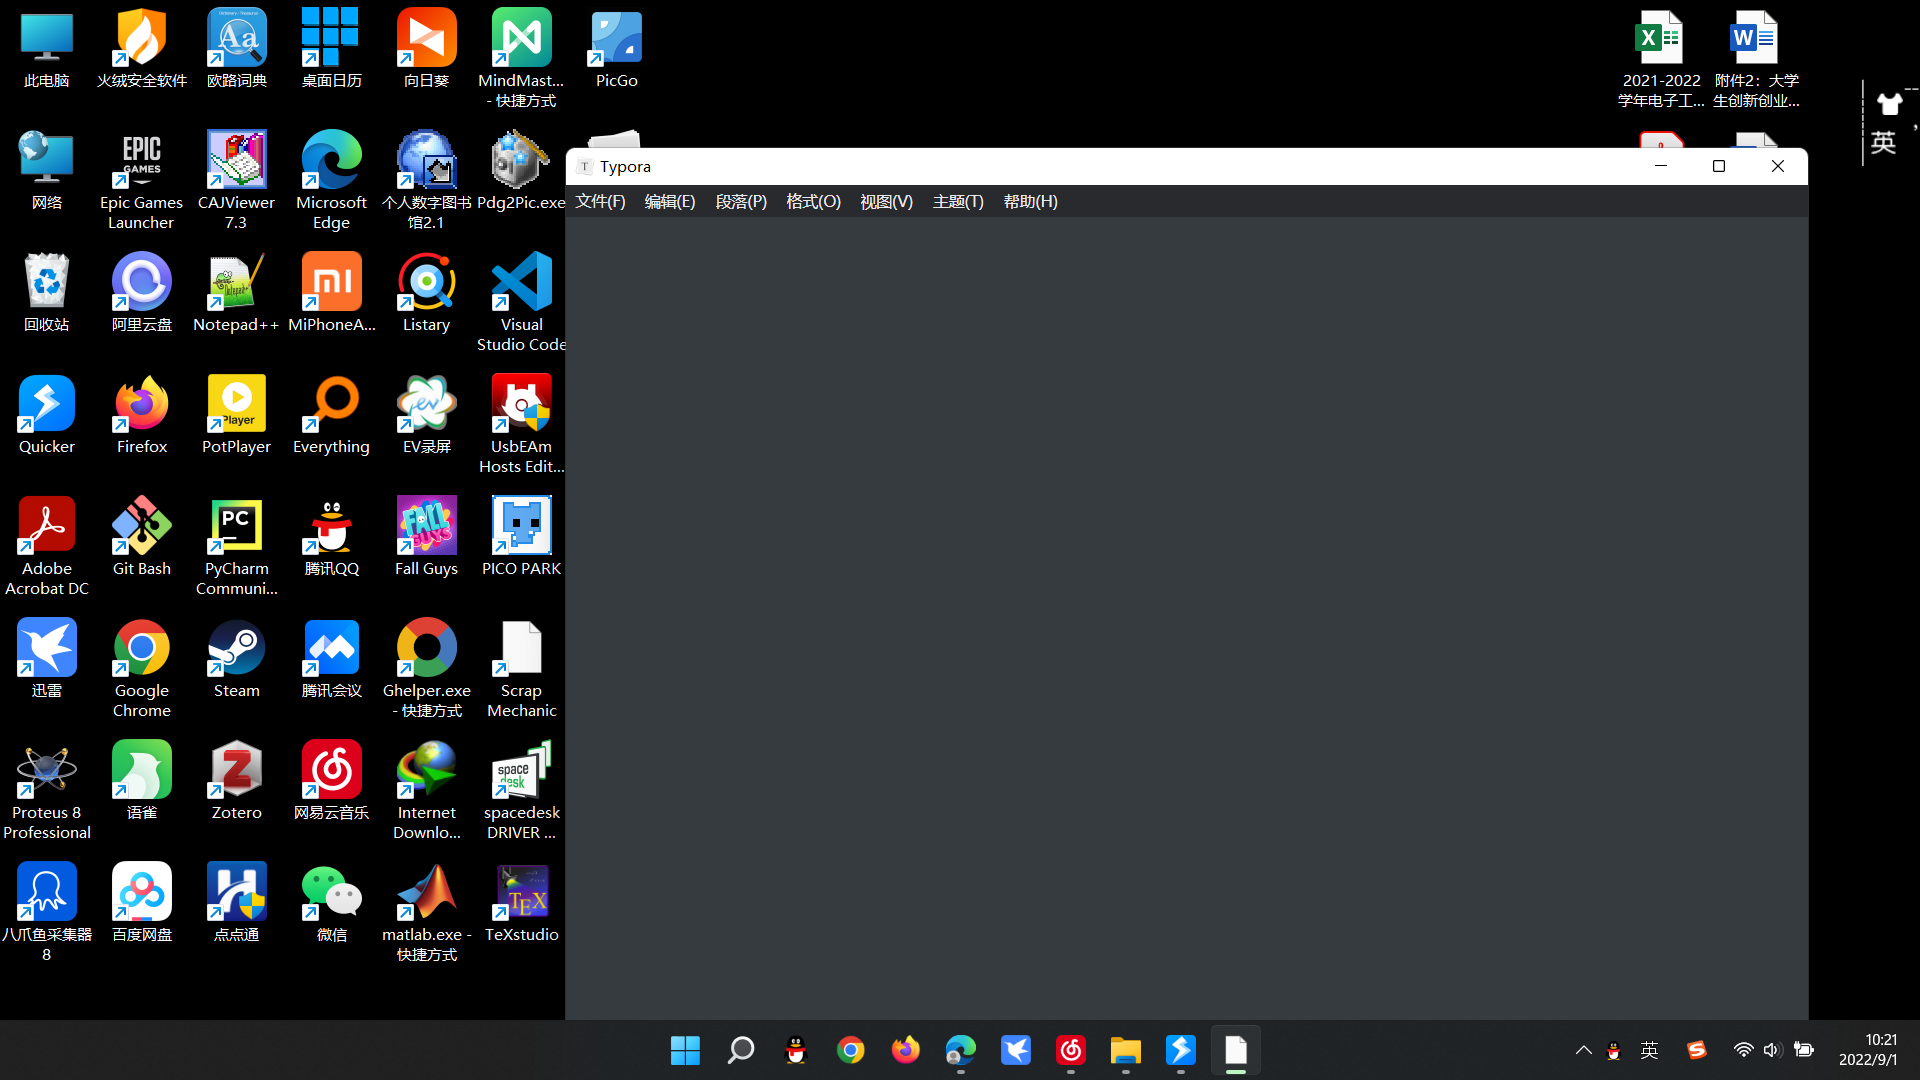 此电脑
火绒安全软件
欧路词典
桌面日历
向日葵
MindMast...
- 快捷方式
PicGo
2021-2022
学年电子工...
附件2：大学
生创新创业...
英
网络
EPIC
GAMES
Epic Games
Launcher
CAJViewer
7.3
Microsoft
Edge
个人数字图书
馆2.1
Pdg2Pic.exe
T Typora
文件(F) 编辑(E) 段落(P) 格式(O) 视图(V) 主题(T) 帮助(H)
回收站
阿里云盘
Notepad++
MiPhoneA...
Listary
Visual
Studio Code
Quicker
Firefox
Player
PotPlayer
Everything
EV录屏
UsbEAm
Hosts Edit...
Adobe
Acrobat DC
Git Bash
PC
PyCharm
Communi...
腾讯QQ
FALL
GUYS
Fall Guys
PICO PARK
迅雷
Google
Chrome
Steam
腾讯会议
Ghelper.exe
- 快捷方式
Scrap
Mechanic
Proteus 8
Professional
语雀
Zotero
网易云音乐
Internet
Downlo...
space
desk
spacedesk
DRIVER ...
八爪鱼采集器
8
百度网盘
点点通
微信
matlab.exe -
快捷方式
TEX
TeXstudio
英
10:21
2022/9/1